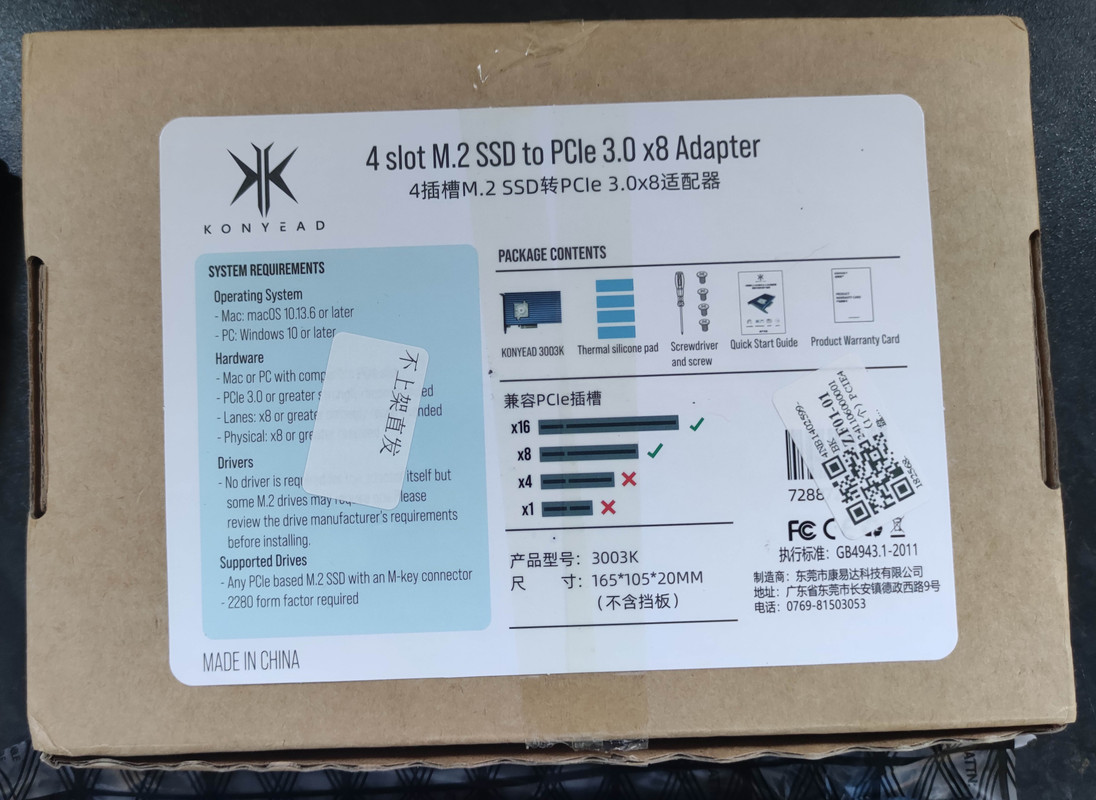 KONYEAD
4 slot M.2 SSD to PCIe 3.0 x8 Adapter
4插槽M.2 SSD转PCIe 3.0x8适配器
SYSTEM REQUIREMENTS
Operating System
- Mac: macOS 10.13.6 or later
- PC: Windows 10 or later
Hardware
- Mac or PC with
- PCIe 3.0 or greater
- Lanes: x8 or greater
- Physical: x8 or
Drivers
- No driver is itself but
some M.2 drives may
review the drive manufacturer's requirements
before installing.
Supported Drives
- Any PCIe based M.2 SSD with an M-key connector
- 2280 form factor required
不上架直发
MADE IN CHINA
PACKAGE CONTENTS
KONYEAD 3003K
Thermal silicone pad
Screwdriver
and screw
Quick Start Guide
Product Warranty Card
兼容PCIe插槽
x16
x8
x4
x1
产品型号：3003K
尺 寸：165*105*20MM
（不含挡板）
ZF01-01
7288
FC
执行标准：GB4943.1-2011
制造商：东莞市康易达科技有限公司
地址：广东省东莞市长安镇德政西路9号
电话：0769-81503053